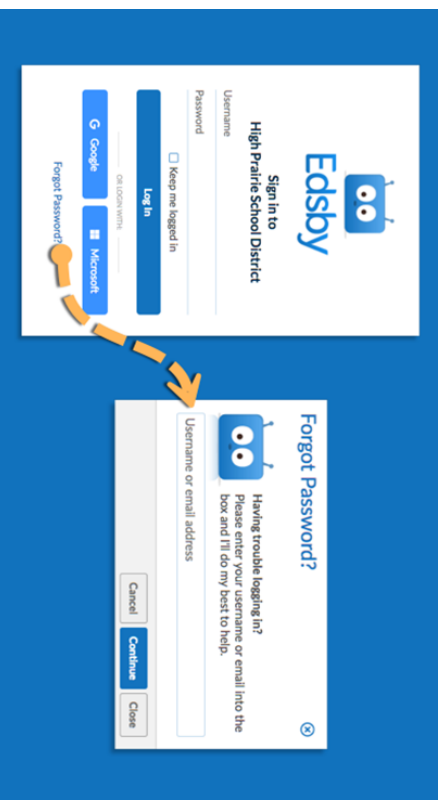 Edsby
Sign in to
High Prairie School District
Username
Password
Keep me logged in
Log In
OR LOGIN WITH:
G Google
Microsoft
Forgot Password?
Forgot Password?
Having trouble logging in?
Please enter your username or email into the
box and I'll do my best to help.
Username or email address
Cancel
Continue
Close